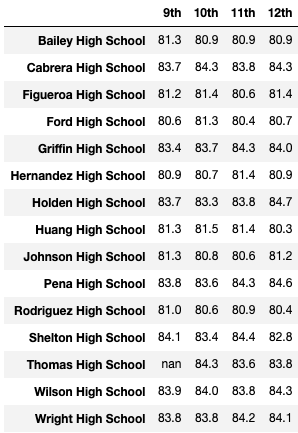 9th 10th 11th 12th
Bailey High School 81.3 80.9 80.9 80.9
Cabrera High School 83.7 84.3 83.8 84.3
Figueroa High School 81.2 81.4 80.6 81.4
Ford High School 80.6 81.3 80.4 80.7
Griffin High School 83.4 83.7 84.3 84.0
Hernandez High School 80.9 80.7 81.4 80.9
Holden High School 83.7 83.3 83.8 84.7
Huang High School 81.3 81.5 81.4 80.3
Johnson High School 81.3 80.8 80.6 81.2
Pena High School 83.8 83.6 84.3 84.6
Rodriguez High School 81.0 80.6 80.9 80.4
Shelton High School 84.1 83.4 84.4 82.8
Thomas High School nan 84.3 83.6 83.8
Wilson High School 83.9 84.0 83.8 84.3
Wright High School 83.8 83.8 84.2 84.1